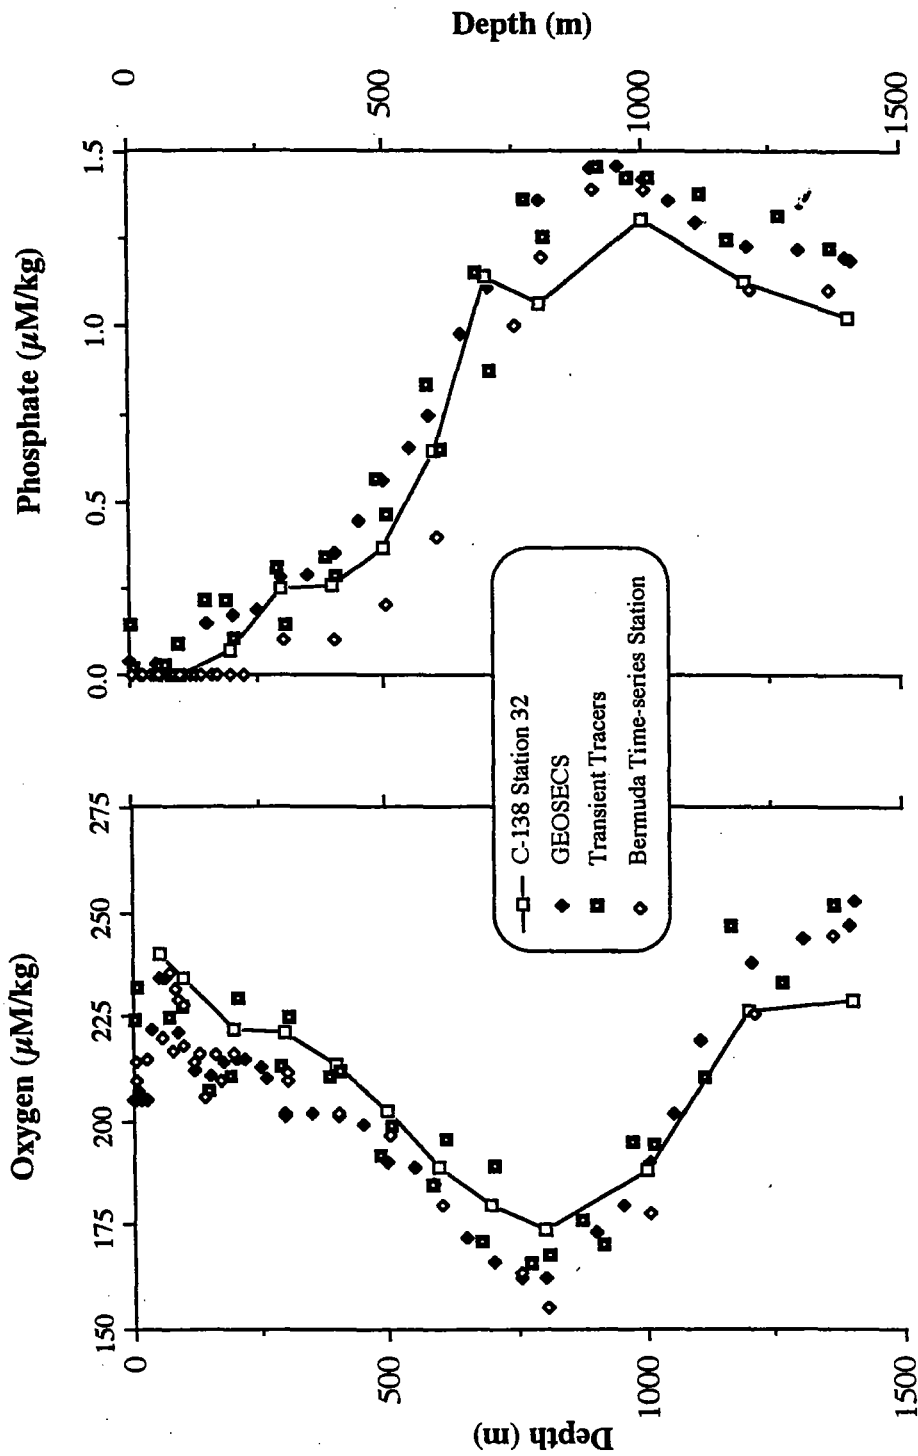 Oxygen (μM/kg)
150
175
200
225
250
275
0
500
1000
1500
Depth (m)
Phosphate (μM/kg)
0.0
0.5
1.0
1.5
0
500
1000
1500
Depth (m)
C-138 Station 32
GEOSECS
Transient Tracers
Bermuda Time-series Station